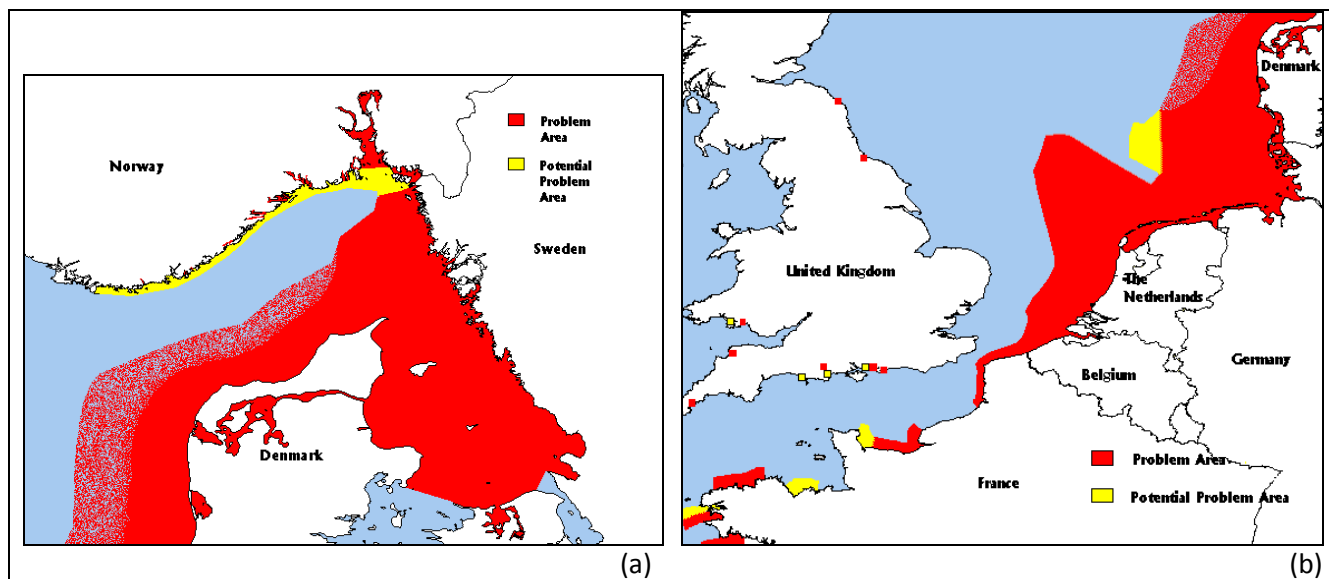 Norway
Problem
Area
Potential
Problem
Area
Sweden
Denmark
(a)
Denmark
United Kingdom
The
Netherlands
Germany
Belgium
France
Problem Area
Potential Problem Area
(b)